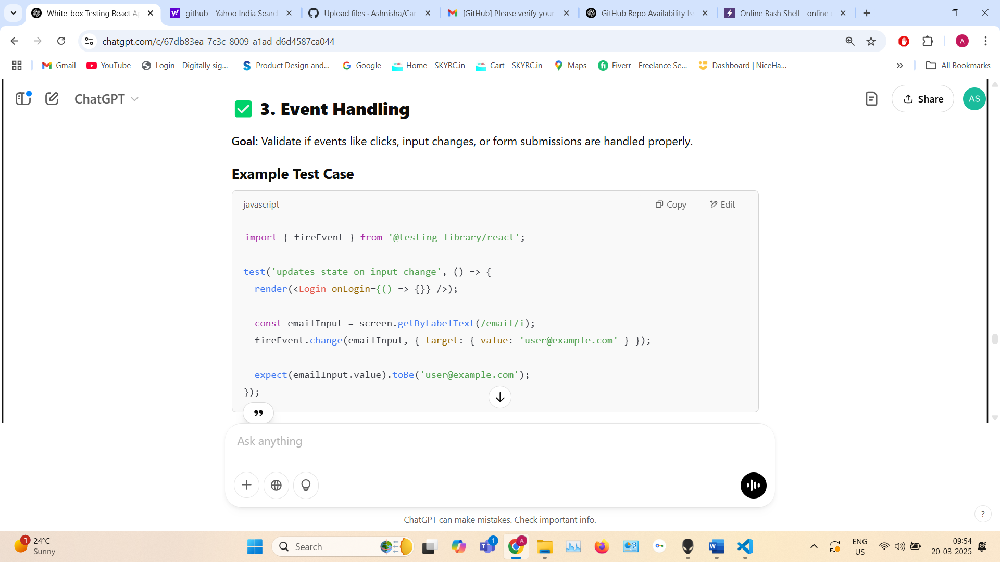 White-box Testing React A
github - Yahoo India Searc
Upload files · Ashnisha/Car
[GitHub] Please verify your
GitHub Repo Availability Is
Online Bash Shell - online
chatgpt.com/c/67db83ea-7c3c-8009-a1ad-d6d4587ca044
A
Gmail
YouTube
Login - Digitally sig...
Product Design and...
Google
Home - SKYRC.in
Cart - SKYRC.in
Maps
Fiverr - Freelance Se...
Dashboard | NiceHa...
All Bookmarks
ChatGPT
Share
AS
3. Event Handling
Goal: Validate if events like clicks, input changes, or form submissions are handled properly.
Example Test Case
javascript
Copy
Edit
import { fireEvent } from '@testing-library/react';
test('updates state on input change', () => {
render(<Login onLogin={() => {}} />);
const emailInput = screen.getByLabelText(/email/i);
fireEvent.change(emailInput, { target: { value: 'user@example.com' } });
expect(emailInput.value).toBe('user@example.com');
});
Ask anything
ChatGPT can make mistakes. Check important info.
?
1
24°C
Sunny
Search
1
A
ENG
US
09:54
20-03-2025